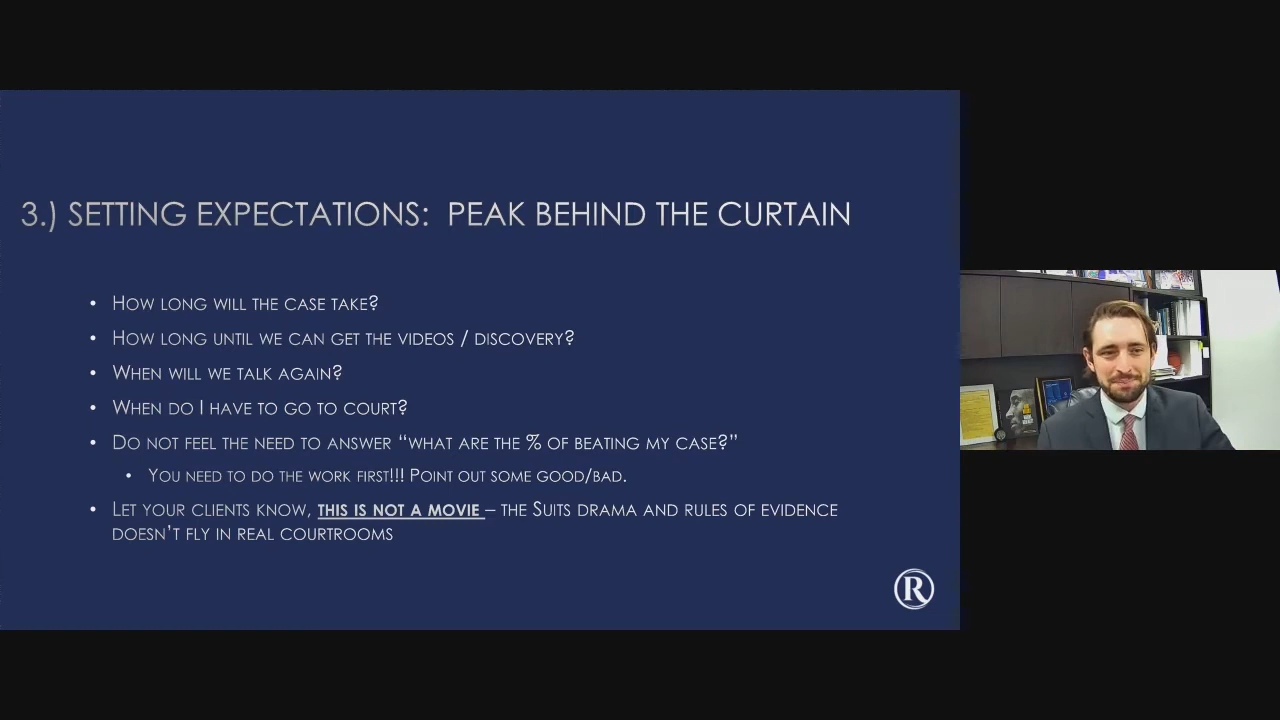 3.) SETTING EXPECTATIONS: PEAK BEHIND THE CURTAIN
• HOW LONG WILL THE CASE TAKE?
• HOW LONG UNTIL WE CAN GET THE VIDEOS / DISCOVERY?
• WHEN WILL WE TALK AGAIN?
• WHEN DO I HAVE TO GO TO COURT?
• DO NOT FEEL THE NEED TO ANSWER “WHAT ARE THE % OF BEATING MY CASE?”
• YOU NEED TO DO THE WORK FIRST!!! POINT OUT SOME GOOD/BAD.
• LET YOUR CLIENTS KNOW, THIS IS NOT A MOVIE – THE SUITS DRAMA AND RULES OF EVIDENCE
DOESN’T FLY IN REAL COURTROOMS
R